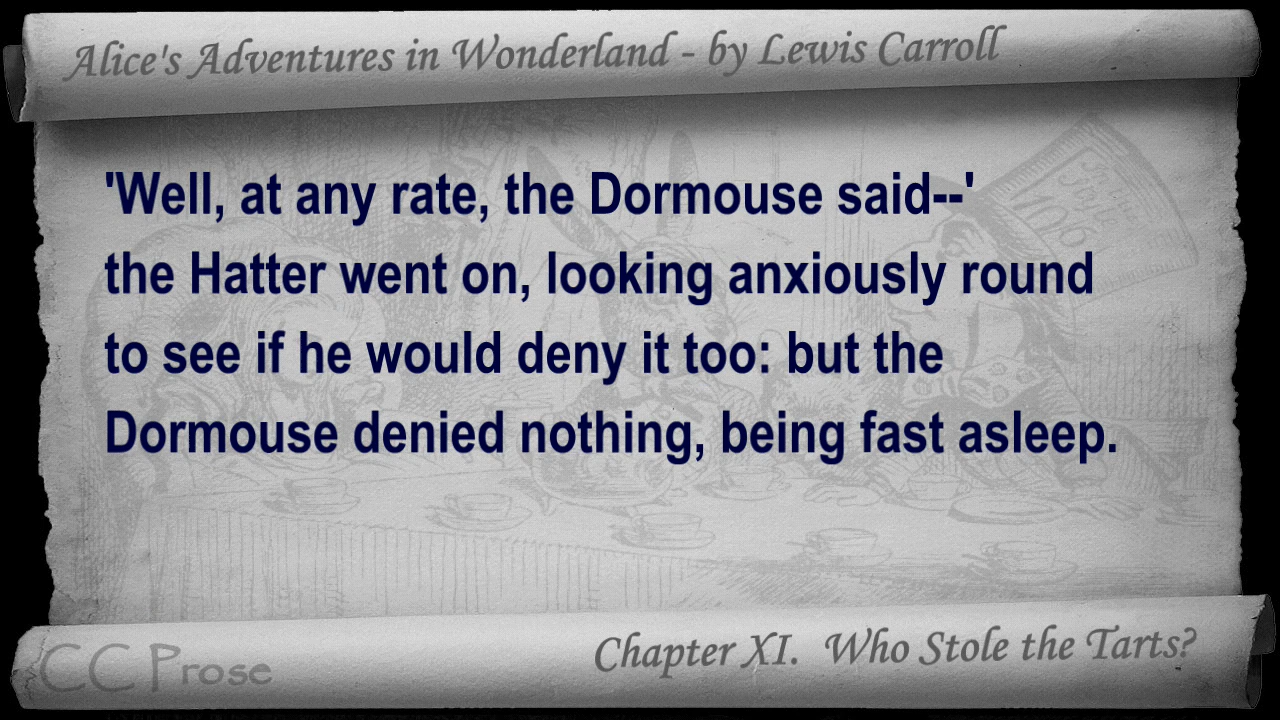 Alice's Adventures in Wonderland - by Lewis Carroll
'Well, at any rate, the Dormouse said--'
the Hatter went on, looking anxiously round
to see if he would deny it too: but the
Dormouse denied nothing, being fast asleep.
CC Prose
Chapter XI. Who Stole the Tarts?